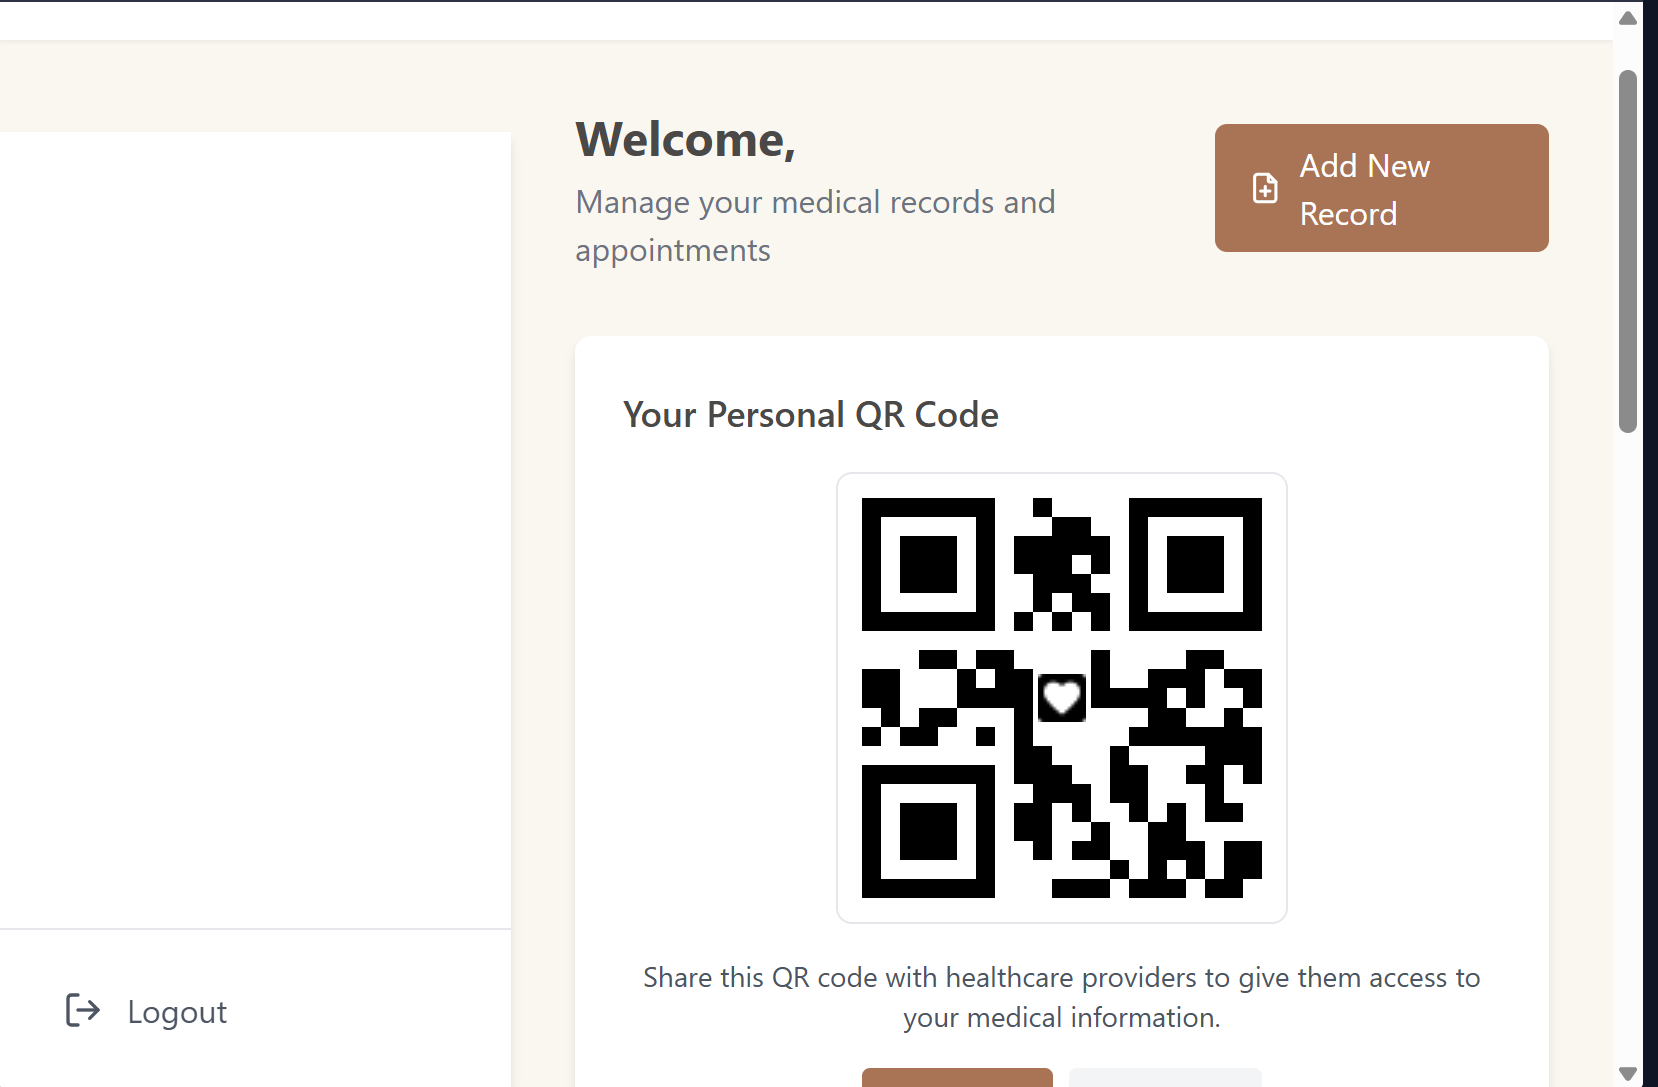 Welcome,
Manage your medical records and
appointments
Add New
Record
Your Personal QR Code
Share this QR code with healthcare providers to give them access to
your medical information.
Logout